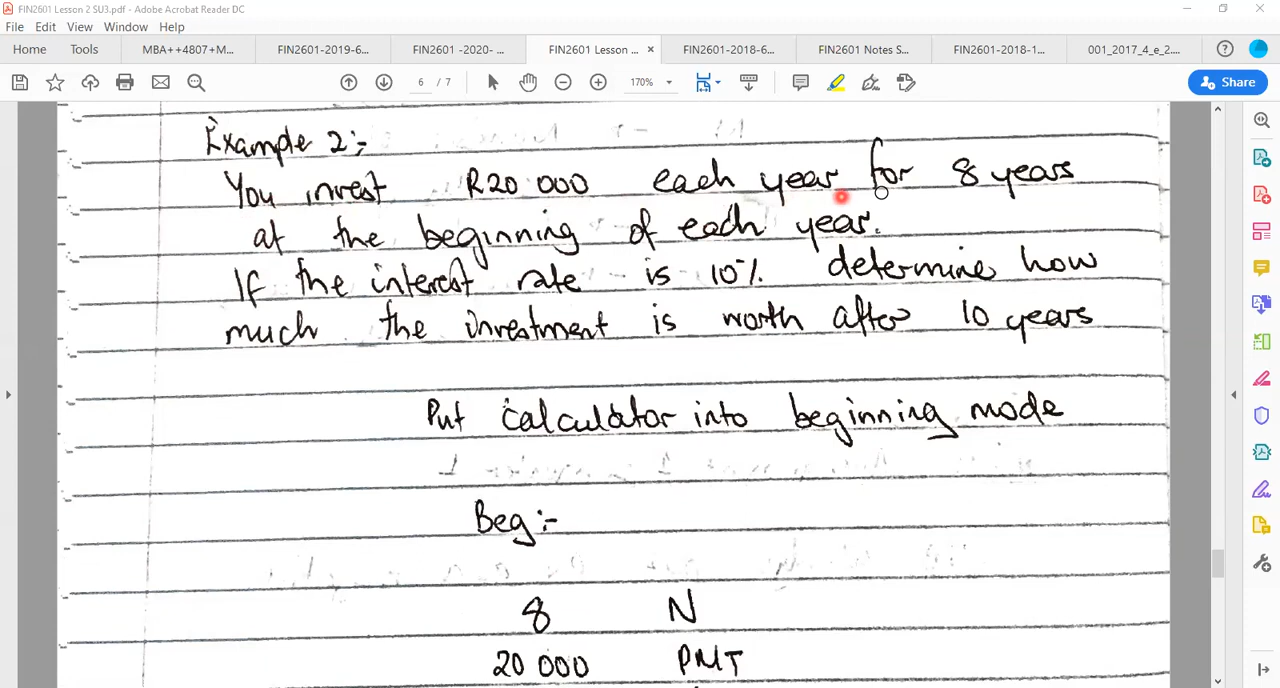 FIN2601 Lesson 2 SU3.pdf - Adobe Acrobat Reader DC
File Edit View Window Help
Home Tools MBA++4807+M... FIN2601-2019-6... FIN2601 -2020- ... FIN2601 Lesson ... × FIN2601-2018-6... FIN2601 Notes S... FIN2601-2018-1... 001_2017_4_e_2....
6 / 7 170% Share
Example 2:-
You invest R20 000 each year for 8 years
at the beginning of each year.
If the interest rate is 10% determine how
much the investment is worth after 10 years
Put calculator into beginning mode
Beg:-
8 N
20 000 PMT